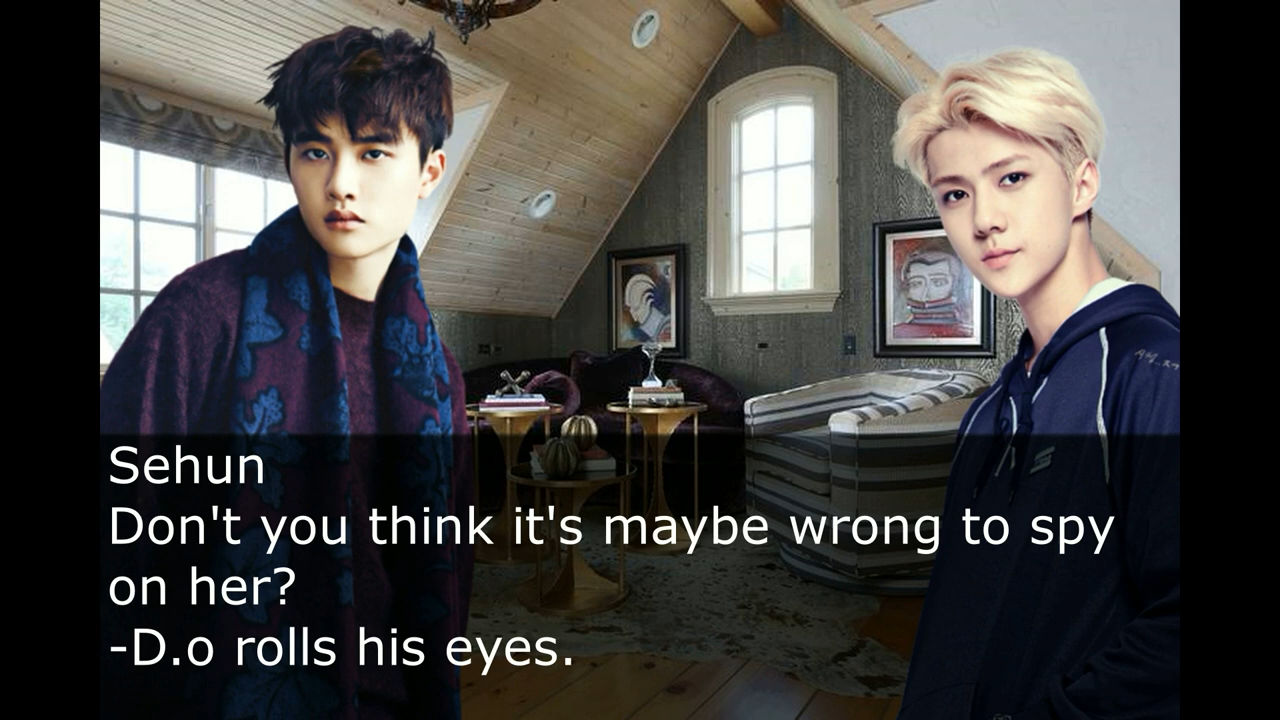 Sehun
Don't you think it's maybe wrong to spy
on her?
-D.o rolls his eyes.